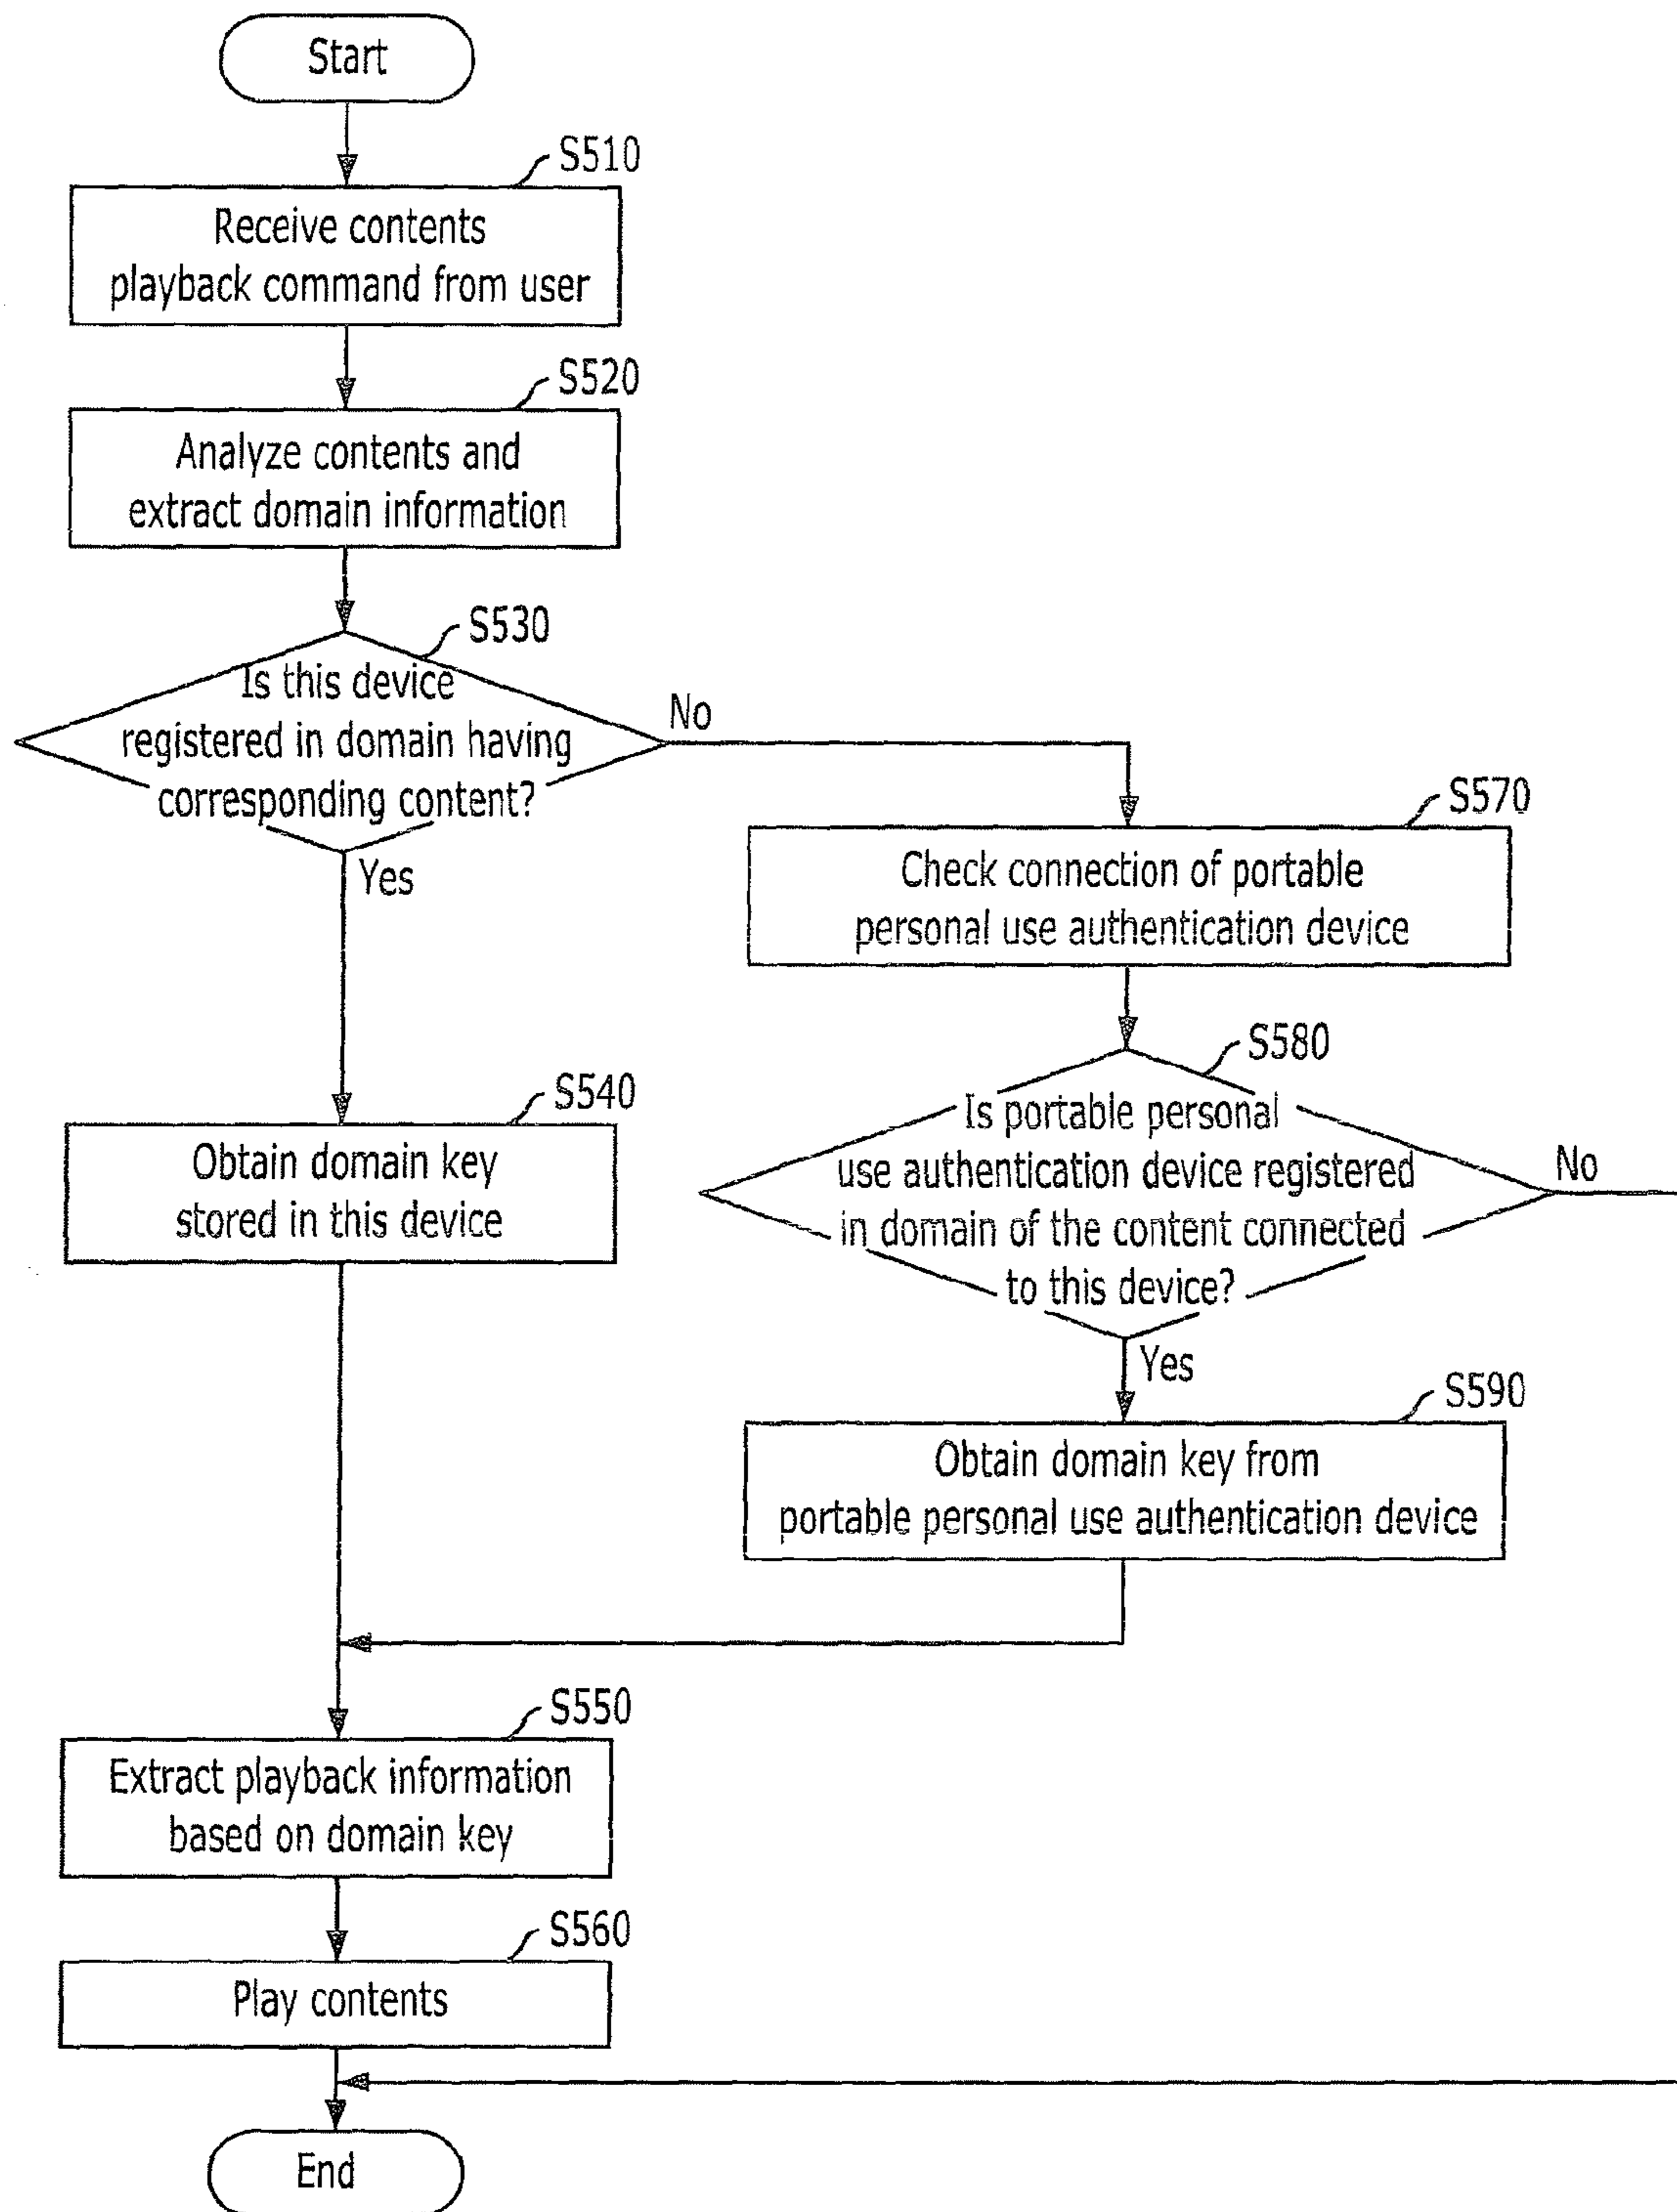 Start
S510
Receive contents
playback command from user
S520
Analyze contents and
extract domain information
S530
Is this device
registered in domain having
corresponding content?
No
Yes
S570
Check connection of portable
personal use authentication device
S580
Is portable personal
use authentication device registered
in domain of the content connected
to this device?
No
Yes
S540
Obtain domain key
stored in this device
S590
Obtain domain key from
portable personal use authentication device
S550
Extract playback information
based on domain key
S560
Play contents
End